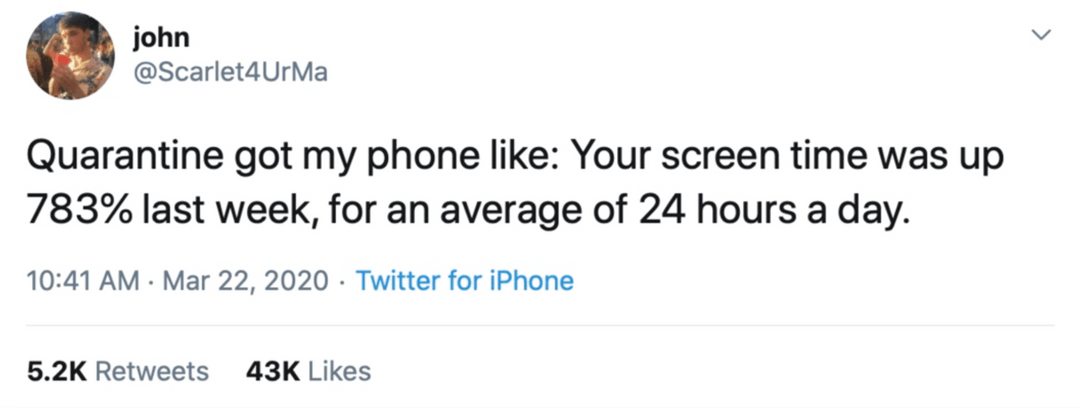 john
@Scarlet4UrMa
Quarantine got my phone like: Your screen time was up
783% last week, for an average of 24 hours a day.
10:41 AM · Mar 22, 2020 · Twitter for iPhone
5.2K Retweets 43K Likes